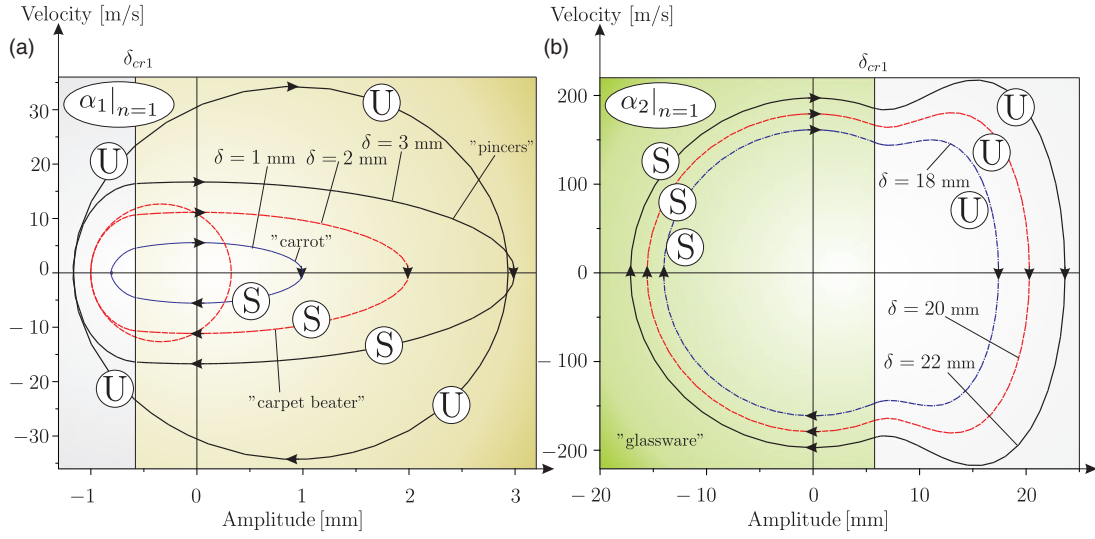 Velocity [m/s]
(a)
δcr1
α1|n=1
U
U
δ = 1 mm
δ = 2 mm
δ = 3 mm
"pincers"
"carrot"
S
S
S
U
U
"carpet beater"
30
20
10
0
−10
−20
−30
−1
0
1
2
3
Amplitude [mm]
Velocity [m/s]
(b)
δcr1
α2|n=1
U
U
U
S
S
S
δ = 18 mm
δ = 20 mm
δ = 22 mm
"glassware"
200
100
0
−100
−200
−20
−10
0
10
20
Amplitude [mm]